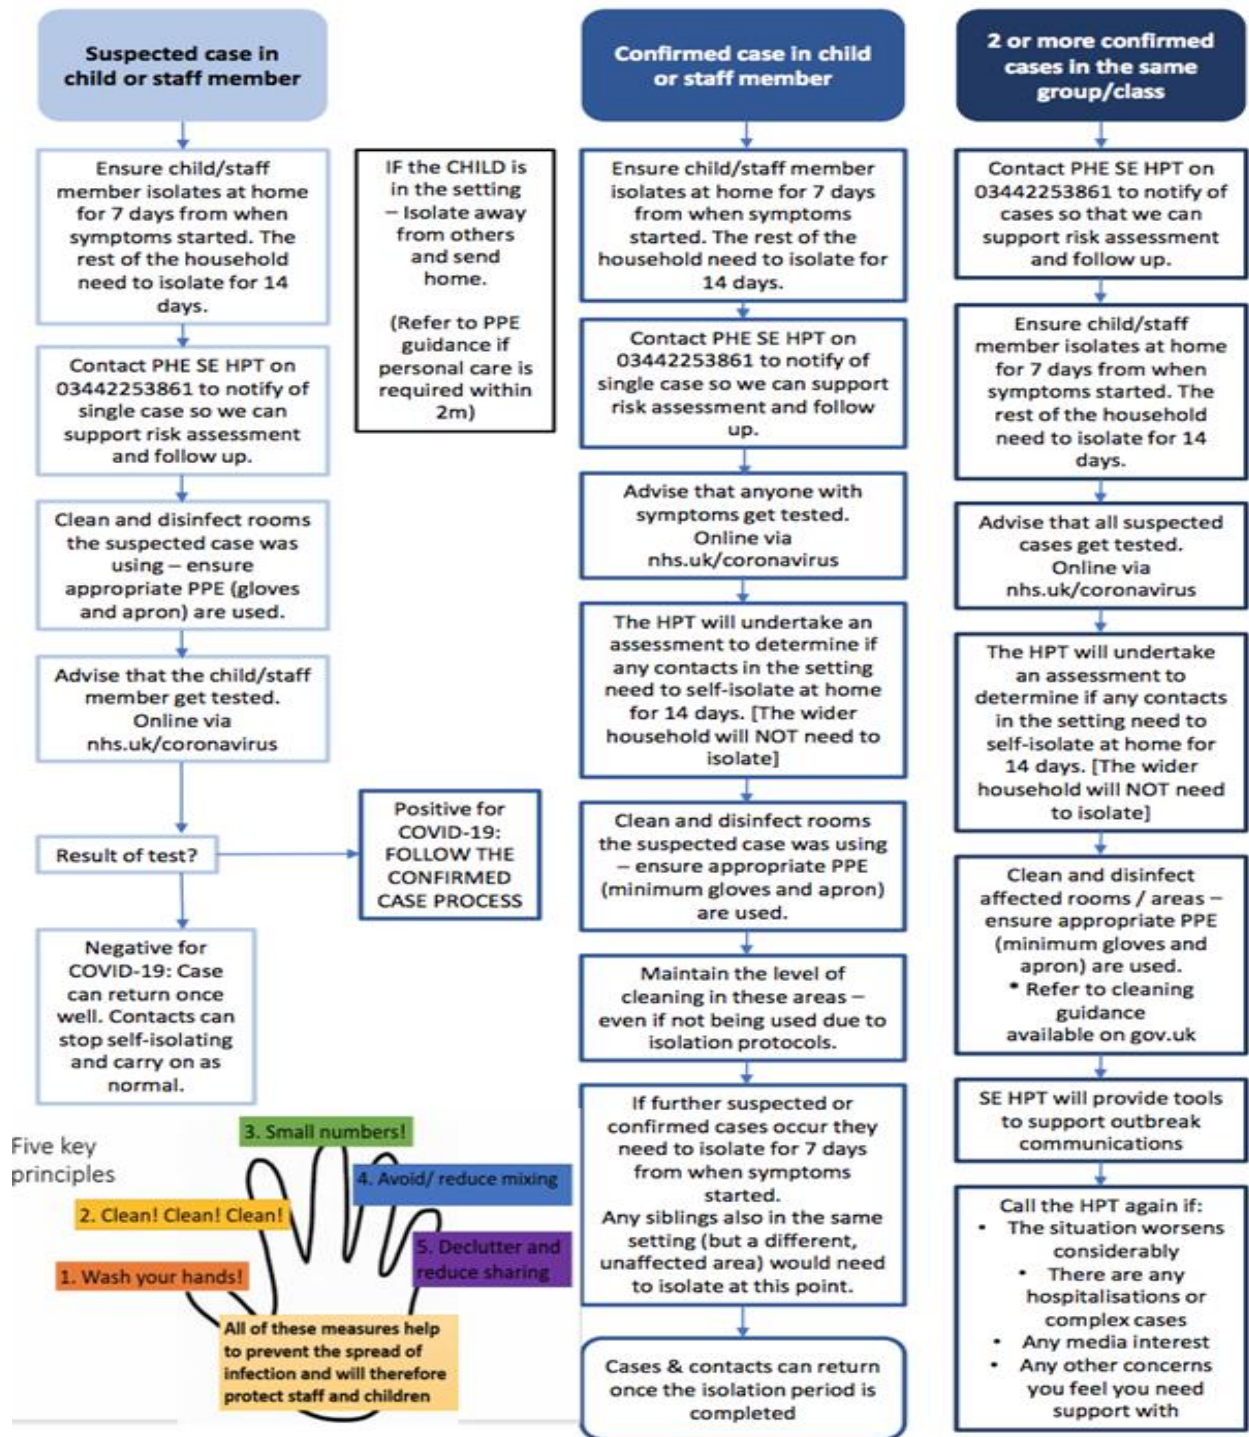 Suspected case in
child or staff member
Ensure child/staff
member isolates at home
for 7 days from when
symptoms started. The
rest of the household
need to isolate for 14
days.
Contact PHE SE HPT on
03442253861 to notify of
single case so we can
support risk assessment
and follow up.
Clean and disinfect rooms
the suspected case was
using – ensure
appropriate PPE (gloves
and apron) are used.
Advise that the child/staff
member get tested.
Online via
nhs.uk/coronavirus
Result of test?
Negative for
COVID-19: Case
can return once
well. Contacts can
stop self-isolating
and carry on as
normal.
IF the CHILD is
in the setting
– Isolate away
from others
and send
home.
(Refer to PPE
guidance if
personal care is
required within
2m)
Positive for
COVID-19:
FOLLOW THE
CONFIRMED
CASE PROCESS
Confirmed case in child
or staff member
Ensure child/staff member
isolates at home for 7 days
from when symptoms
started. The rest of the
household need to isolate for
14 days.
Contact PHE SE HPT on
03442253861 to notify of
single case so we can support
risk assessment and follow
up.
Advise that anyone with
symptoms get tested.
Online via
nhs.uk/coronavirus
The HPT will undertake an
assessment to determine if
any contacts in the setting
need to self-isolate at home
for 14 days. [The wider
household will NOT need to
isolate]
Clean and disinfect rooms
the suspected case was using
– ensure appropriate PPE
(minimum gloves and apron)
are used.
Maintain the level of
cleaning in these areas –
even if not being used due to
isolation protocols.
If further suspected or
confirmed cases occur they
need to isolate for 7 days
from when symptoms
started.
Any siblings also in the same
setting (but a different,
unaffected area) would need
to isolate at this point.
Cases & contacts can return
once the isolation period is
completed
2 or more confirmed
cases in the same
group/class
Contact PHE SE HPT on
03442253861 to notify of
cases so that we can
support risk assessment
and follow up.
Ensure child/staff
member isolates at home
for 7 days from when
symptoms started. The
rest of the household
need to isolate for 14
days.
Advise that all suspected
cases get tested.
Online via
nhs.uk/coronavirus
The HPT will undertake
an assessment to
determine if any contacts
in the setting need to
self-isolate at home for
14 days. [The wider
household will NOT need
to isolate]
Clean and disinfect
affected rooms / areas –
ensure appropriate PPE
(minimum gloves and
apron) are used.
* Refer to cleaning
guidance
available on gov.uk
SE HPT will provide tools
to support outbreak
communications
Call the HPT again if:
• The situation worsens
considerably
• There are any
hospitalisations or
complex cases
• Any media interest
• Any other concerns
you feel you need
support with
Five key
principles
1. Wash your hands!
2. Clean! Clean! Clean!
3. Small numbers!
4. Avoid/ reduce mixing
5. Declutter and
reduce sharing
All of these measures help
to prevent the spread of
infection and will therefore
protect staff and children